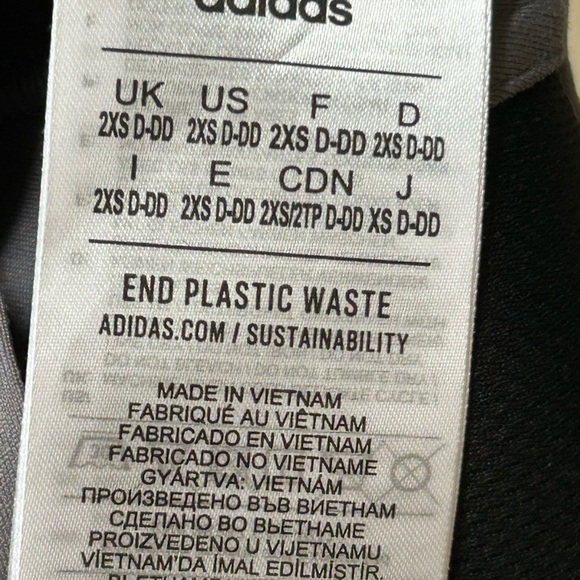 adidas
UK US F D
2XS D-DD 2XS D-DD 2XS D-DD 2XS D-DD
I E CDN J
2XS D-DD 2XS D-DD 2XS/2TP D-DD XS D-DD
END PLASTIC WASTE
ADIDAS.COM / SUSTAINABILITY
MADE IN VIETNAM
FABRIQUÉ AU VIÊTNAM
FABRICADO EN VIETNAM
FABRICADO NO VIETNAME
GYÁRTVA: VIETNÁM
ПРОИЗВЕДЕНО ВЪВ ВИЕТНАМ
СДЕЛАНО ВО ВЬЕТНАМЕ
PROIZVEDENO U VIJETNAMU
VİETNAM'DA İMAL EDİLMİŞTİR.